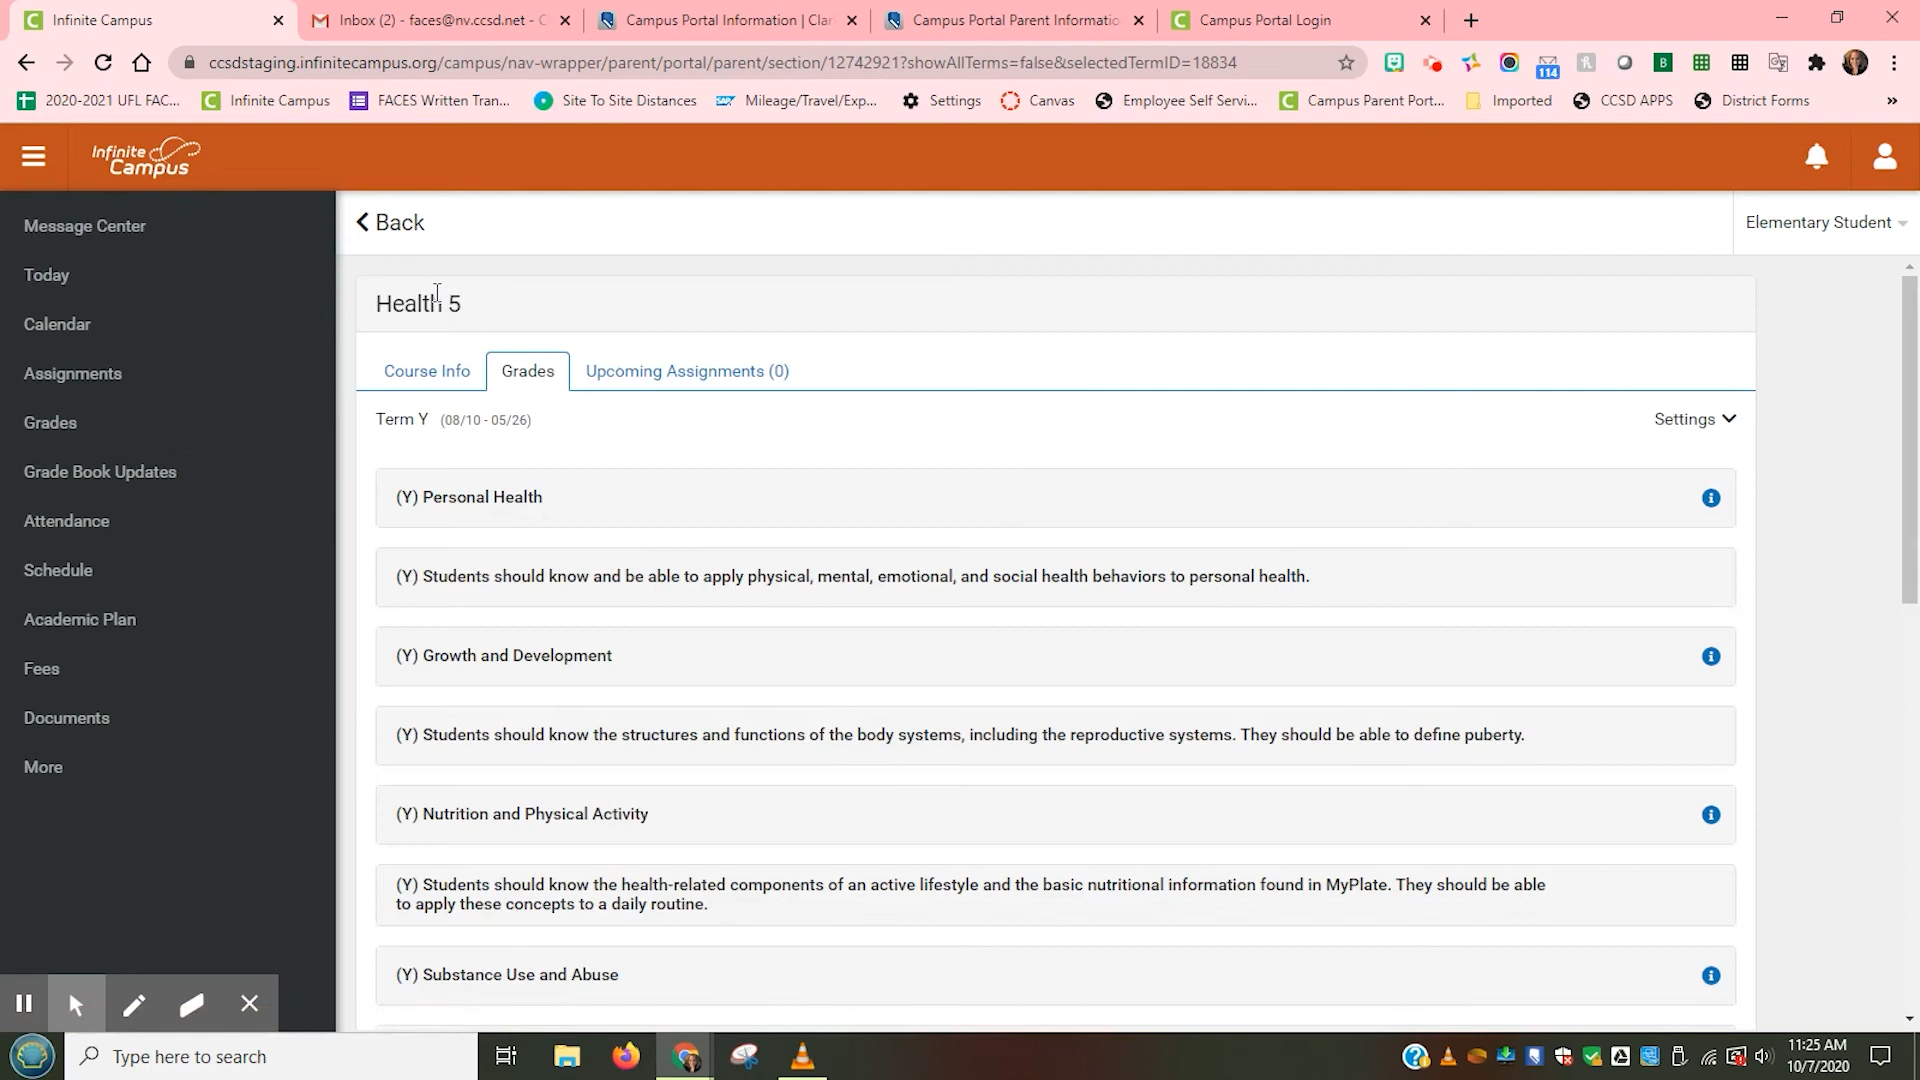 Infinite Campus
Inbox (2) - faces@nv.ccsd.net - C
Campus Portal Information | Clar
Campus Portal Parent Informatio
Campus Portal Login
ccsdstaging.infinitecampus.org/campus/nav-wrapper/parent/portal/parent/section/12742921?showAllTerms=false&selectedTermID=18834
114
2020-2021 UFL FAC...
Infinite Campus
FACES Written Tran...
Site To Site Distances
Mileage/Travel/Exp...
Settings
Canvas
Employee Self Servi...
Campus Parent Port...
Imported
CCSD APPS
District Forms
Infinite
Campus
Message Center
Today
Calendar
Assignments
Grades
Grade Book Updates
Attendance
Schedule
Academic Plan
Fees
Documents
More
Back
Elementary Student
Health 5
Course Info
Grades
Upcoming Assignments (0)
Term Y (08/10 - 05/26)
Settings
(Y) Personal Health
(Y) Students should know and be able to apply physical, mental, emotional, and social health behaviors to personal health.
(Y) Growth and Development
(Y) Students should know the structures and functions of the body systems, including the reproductive systems. They should be able to define puberty.
(Y) Nutrition and Physical Activity
(Y) Students should know the health-related components of an active lifestyle and the basic nutritional information found in MyPlate. They should be able
to apply these concepts to a daily routine.
(Y) Substance Use and Abuse
Type here to search
11:25 AM
10/7/2020